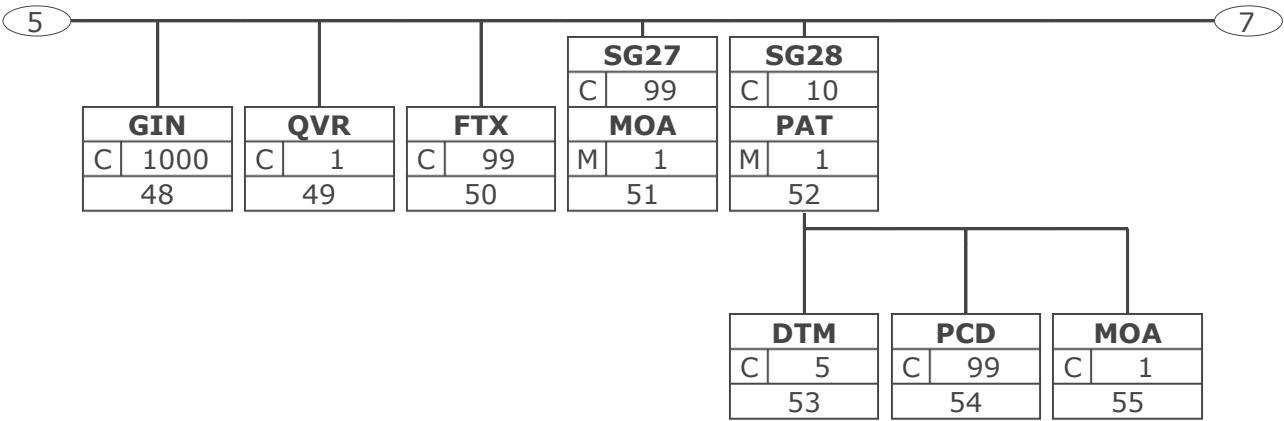 5 7
SG27 SG28
C 99 C 10
GIN QVR FTX MOA PAT
C 1000 C 1 C 99 M 1 M 1
48 49 50 51 52
DTM PCD MOA
C 5 C 99 C 1
53 54 55